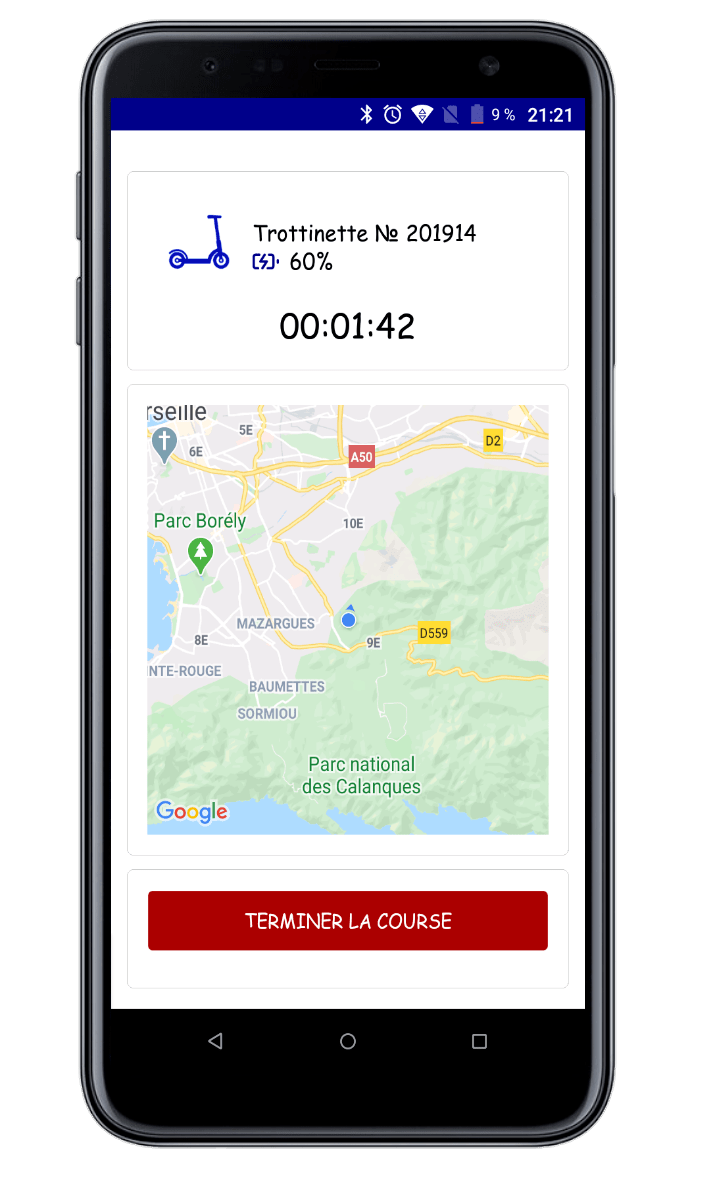 9 % 21:21
Trottinette № 201914
60%
00:01:42
rseille
5E
D2
6E
A50
Parc Borély
10E
MAZARGUES
D559
8E
9E
NTE-ROUGE
BAUMETTES
SORMIOU
Parc national
des Calanques
Google
TERMINER LA COURSE